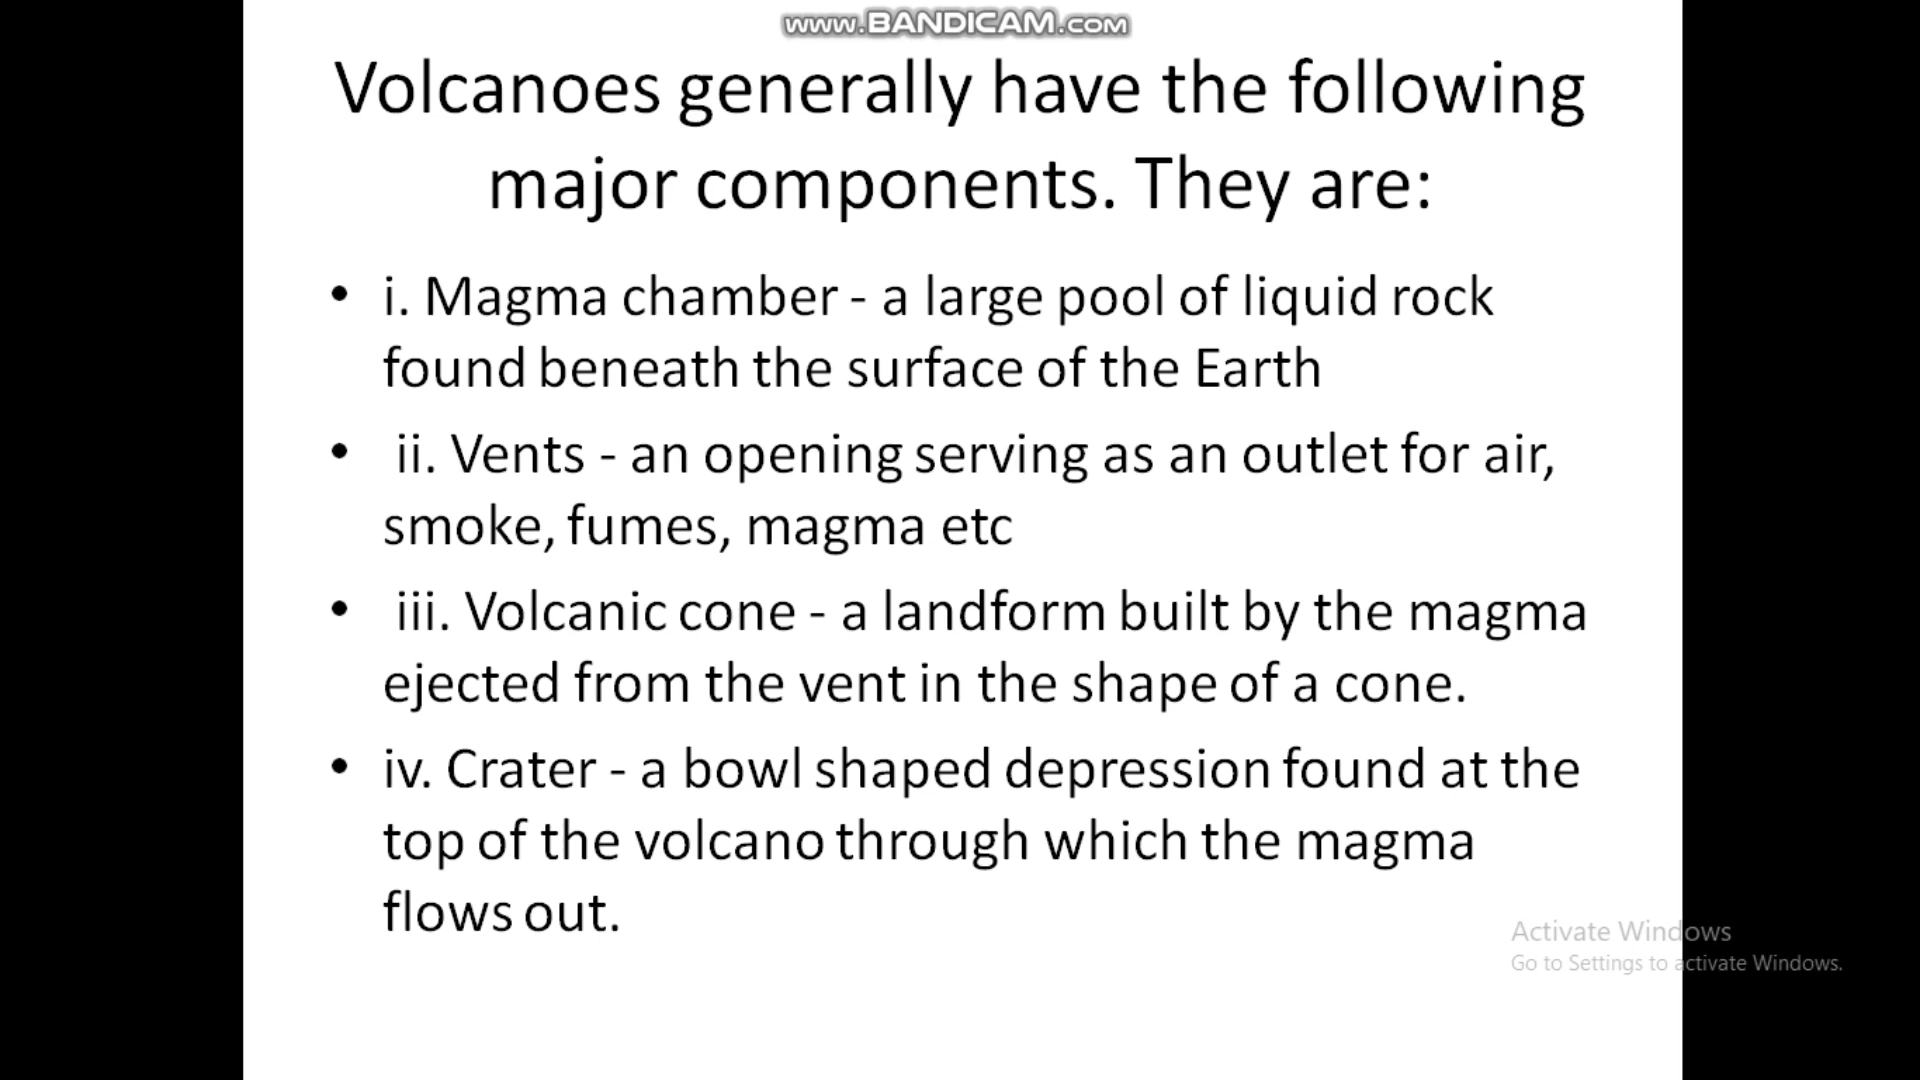 www.BANDICAM.com
Volcanoes generally have the following
major components. They are:
• i. Magma chamber - a large pool of liquid rock
found beneath the surface of the Earth
• ii. Vents - an opening serving as an outlet for air,
smoke, fumes, magma etc
• iii. Volcanic cone - a landform built by the magma
ejected from the vent in the shape of a cone.
• iv. Crater - a bowl shaped depression found at the
top of the volcano through which the magma
flows out.
Activate Windows
Go to Settings to activate Windows.